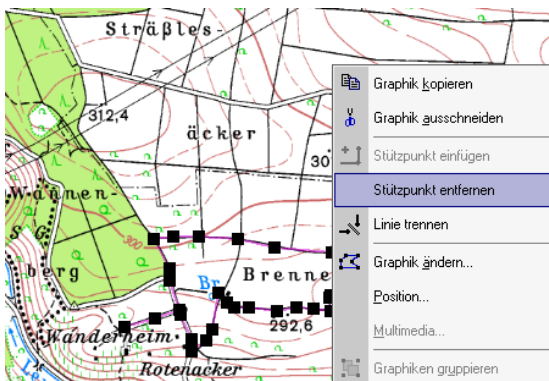 Sträßles-
312,4
äcker
30
Wannen-
S G.
berg
300
Br.
Brenne
292,6
Wanderheim
Rotenacker
Graphik kopieren
Graphik ausschneiden
Stützpunkt einfügen
Stützpunkt entfernen
Linie trennen
Graphik ändern...
Position...
Multimedia...
Graphiken gruppieren